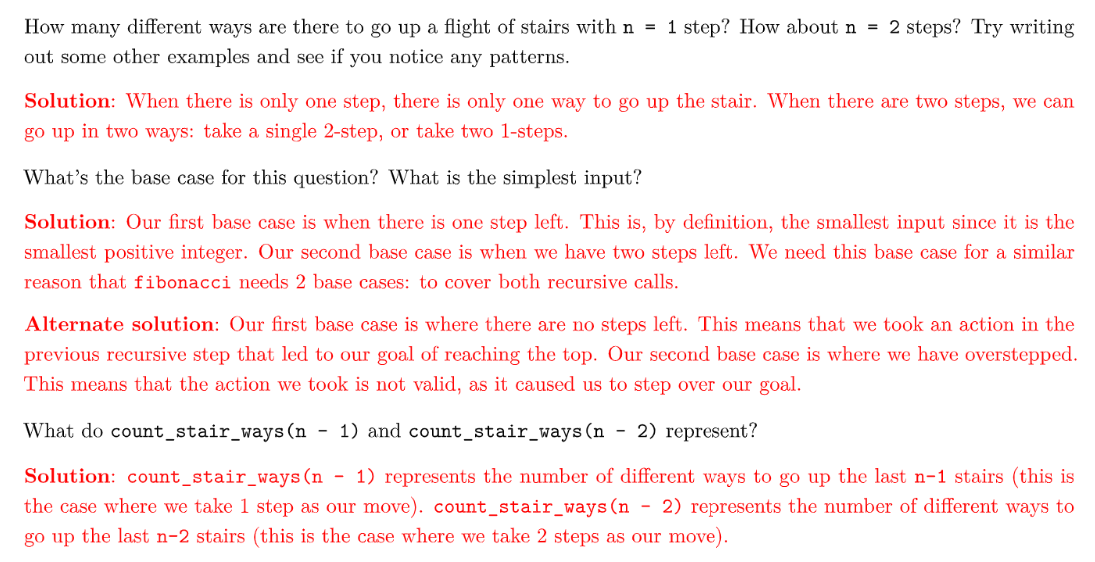 How many different ways are there to go up a flight of stairs with n = 1 step? How about n = 2 steps? Try writing
out some other examples and see if you notice any patterns.
Solution: When there is only one step, there is only one way to go up the stair. When there are two steps, we can
go up in two ways: take a single 2-step, or take two 1-steps.
What's the base case for this question? What is the simplest input?
Solution: Our first base case is when there is one step left. This is, by definition, the smallest input since it is the
smallest positive integer. Our second base case is when we have two steps left. We need this base case for a similar
reason that fibonacci needs 2 base cases: to cover both recursive calls.
Alternate solution: Our first base case is where there are no steps left. This means that we took an action in the
previous recursive step that led to our goal of reaching the top. Our second base case is where we have overstepped.
This means that the action we took is not valid, as it caused us to step over our goal.
What do count_stair_ways(n - 1) and count_stair_ways(n - 2) represent?
Solution: count_stair_ways(n - 1) represents the number of different ways to go up the last n-1 stairs (this is
the case where we take 1 step as our move). count_stair_ways(n - 2) represents the number of different ways to
go up the last n-2 stairs (this is the case where we take 2 steps as our move).